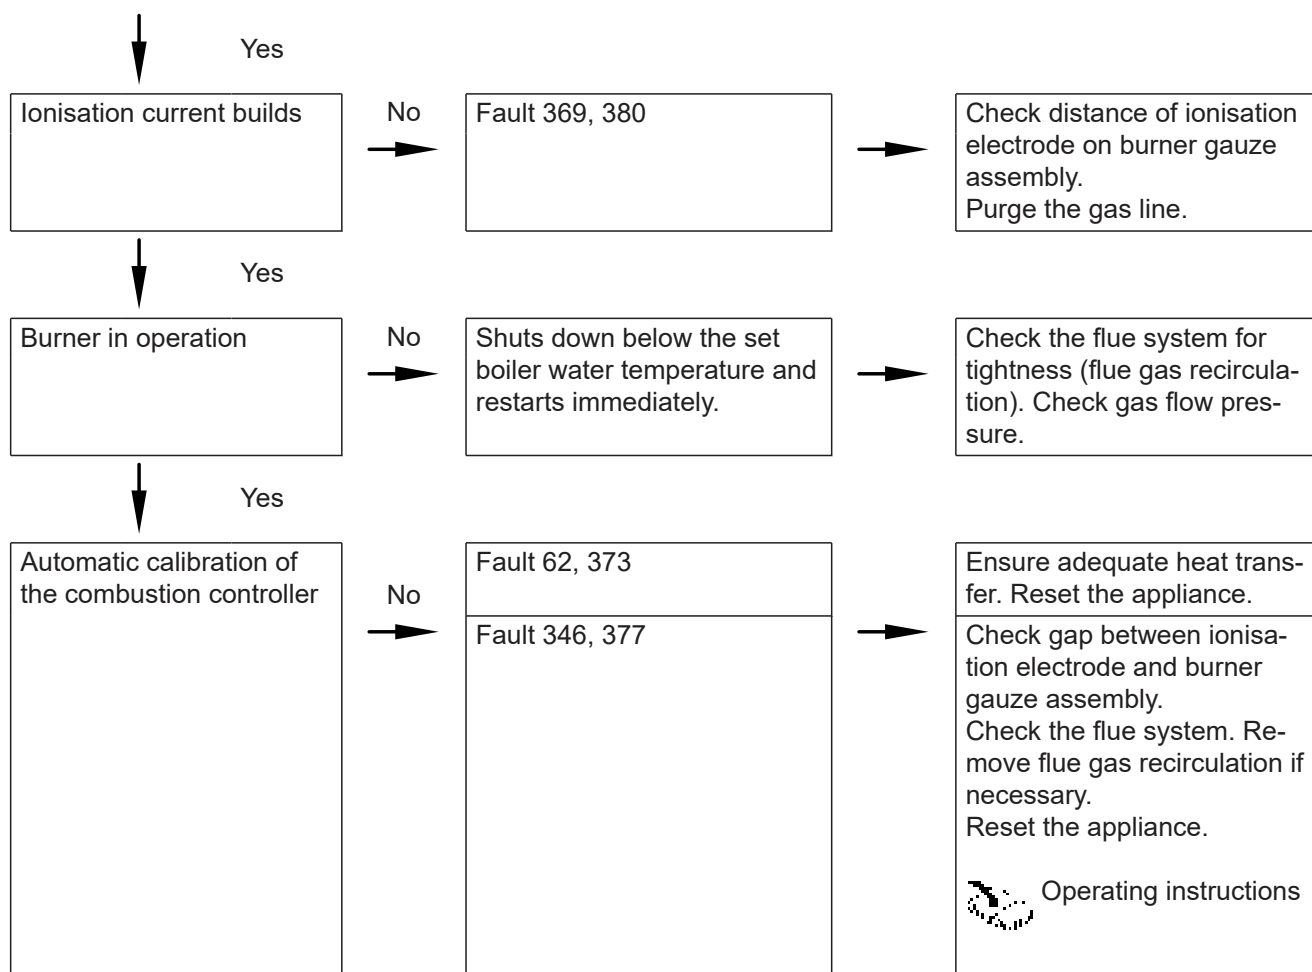 Yes
Ionisation current builds
No
Fault 369, 380
Check distance of ionisation
electrode on burner gauze
assembly.
Purge the gas line.
Yes
Burner in operation
No
Shuts down below the set
boiler water temperature and
restarts immediately.
Check the flue system for
tightness (flue gas recircula-
tion). Check gas flow pres-
sure.
Yes
Automatic calibration of
the combustion controller
No
Fault 62, 373
Ensure adequate heat trans-
fer. Reset the appliance.
Fault 346, 377
Check gap between ionisa-
tion electrode and burner
gauze assembly.
Check the flue system. Re-
move flue gas recirculation if
necessary.
Reset the appliance.
Operating instructions